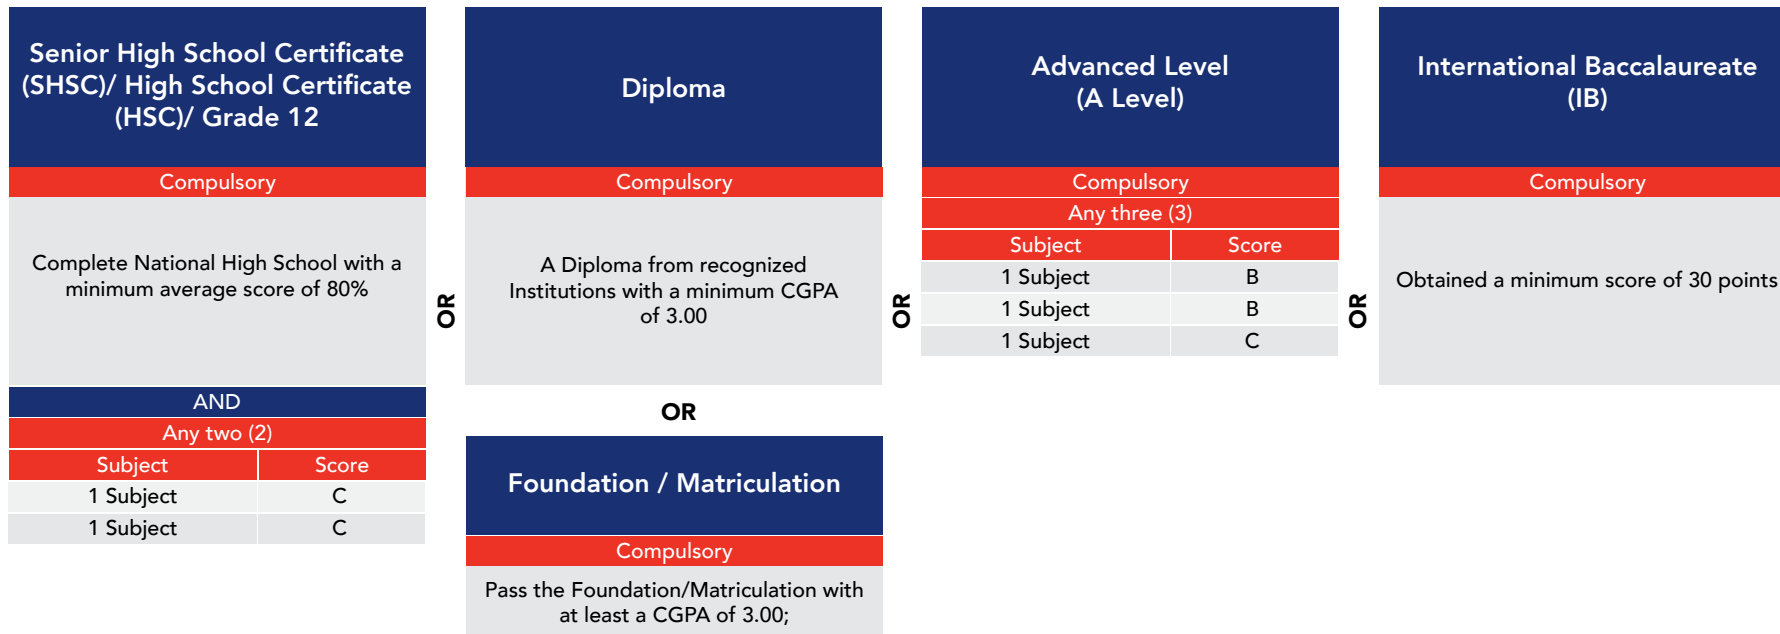 Senior High School Certificate
(SHSC)/ High School Certificate
(HSC)/ Grade 12
Compulsory
Complete National High School with a
minimum average score of 80%
AND
Any two (2)
Subject Score
1 Subject C
1 Subject C
OR
Diploma
Compulsory
A Diploma from recognized
Institutions with a minimum CGPA
of 3.00
OR
Foundation / Matriculation
Compulsory
Pass the Foundation/Matriculation with
at least a CGPA of 3.00;
OR
Advanced Level
(A Level)
Compulsory
Any three (3)
Subject Score
1 Subject B
1 Subject B
1 Subject C
OR
International Baccalaureate
(IB)
Compulsory
Obtained a minimum score of 30 points